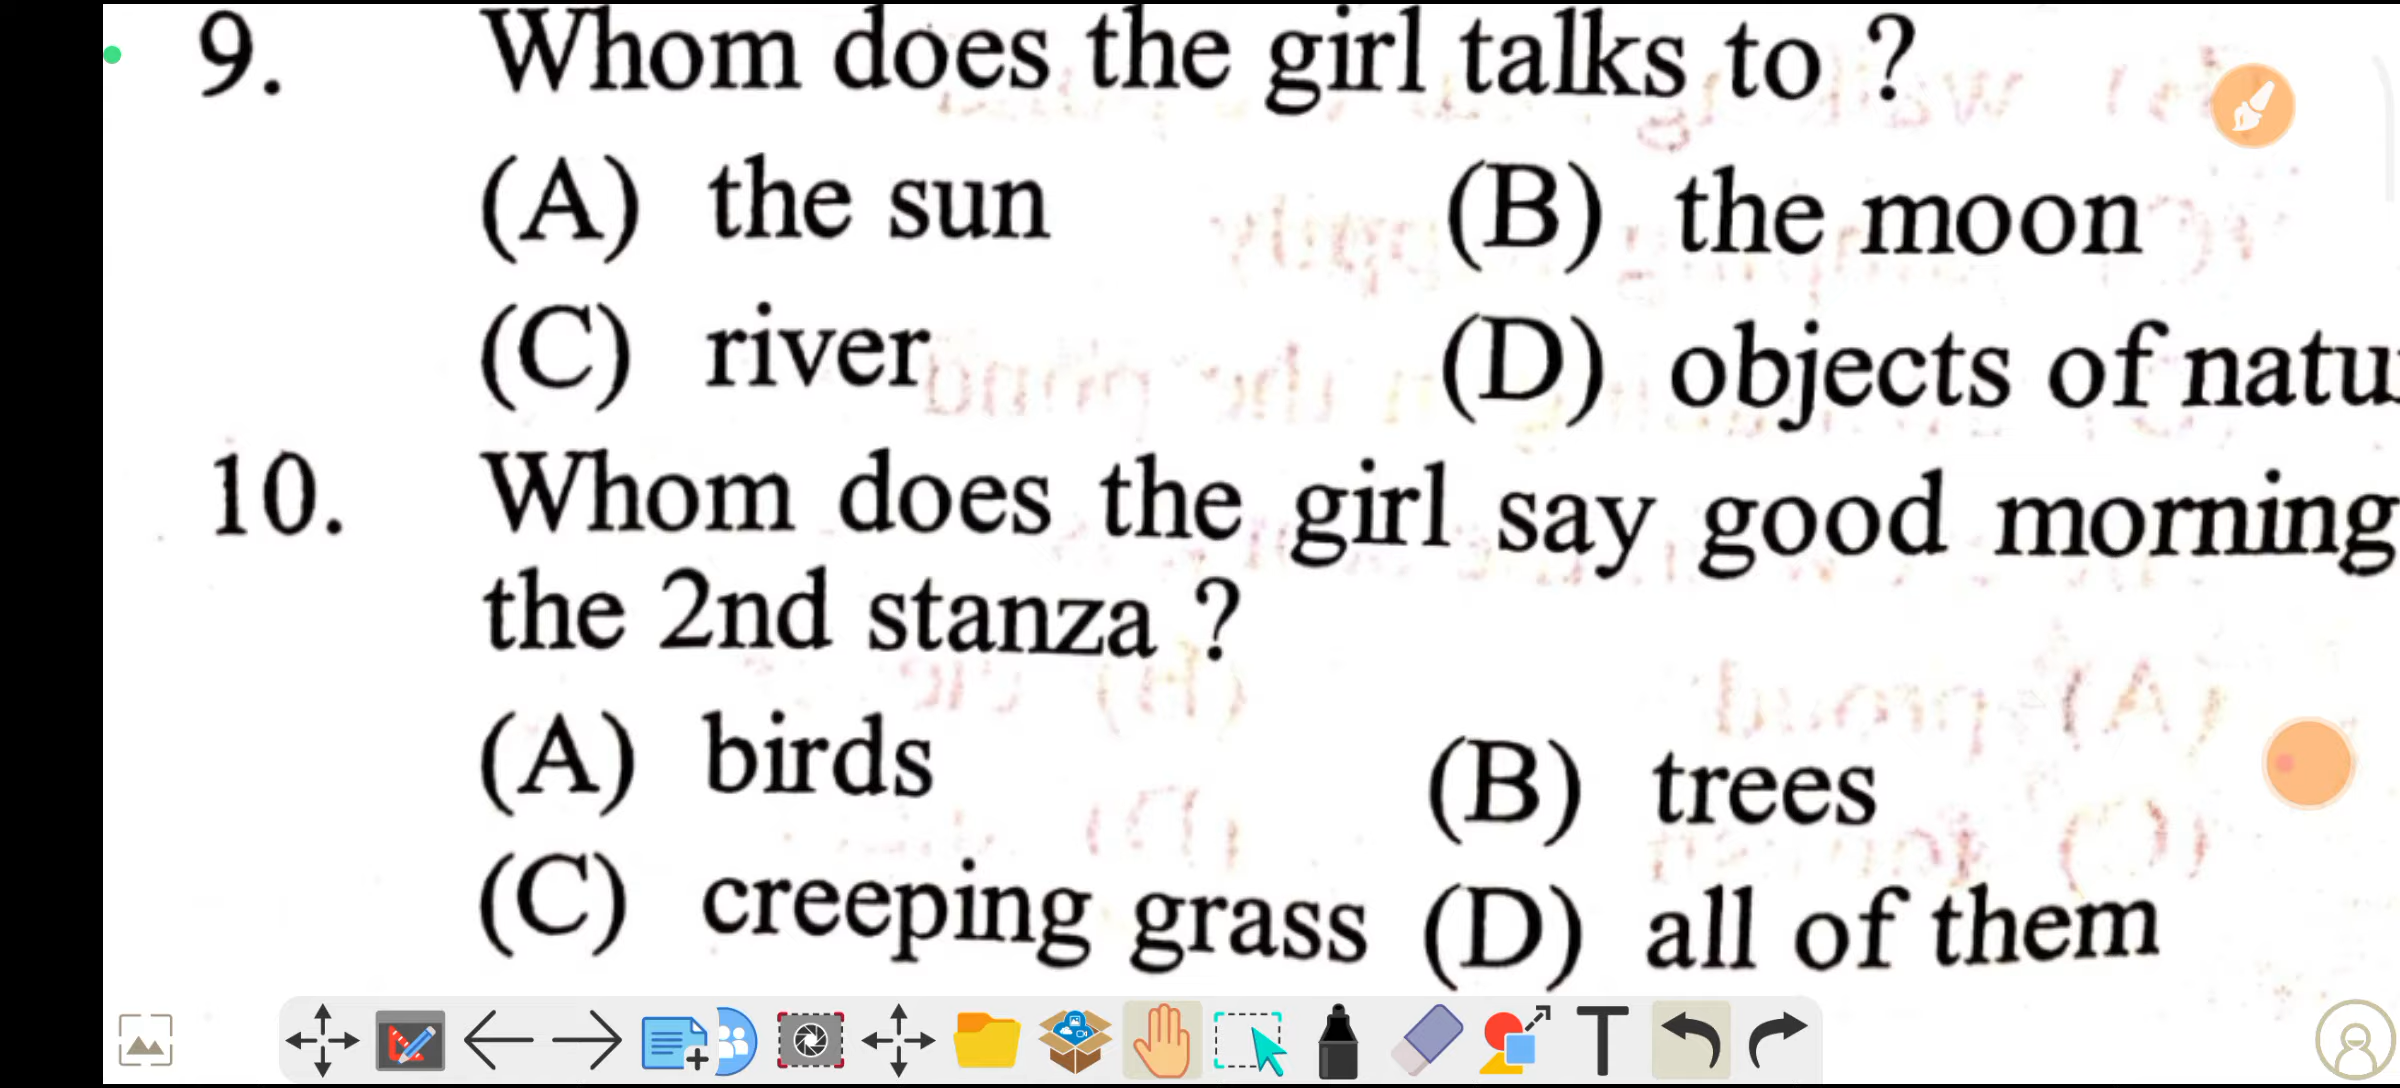 9. Whom does the girl talks to ?
(A) the sun (B) the moon
(C) river (D) objects of natu
10. Whom does the girl say good morning
the 2nd stanza ?
(A) birds (B) trees
(C) creeping grass (D) all of them